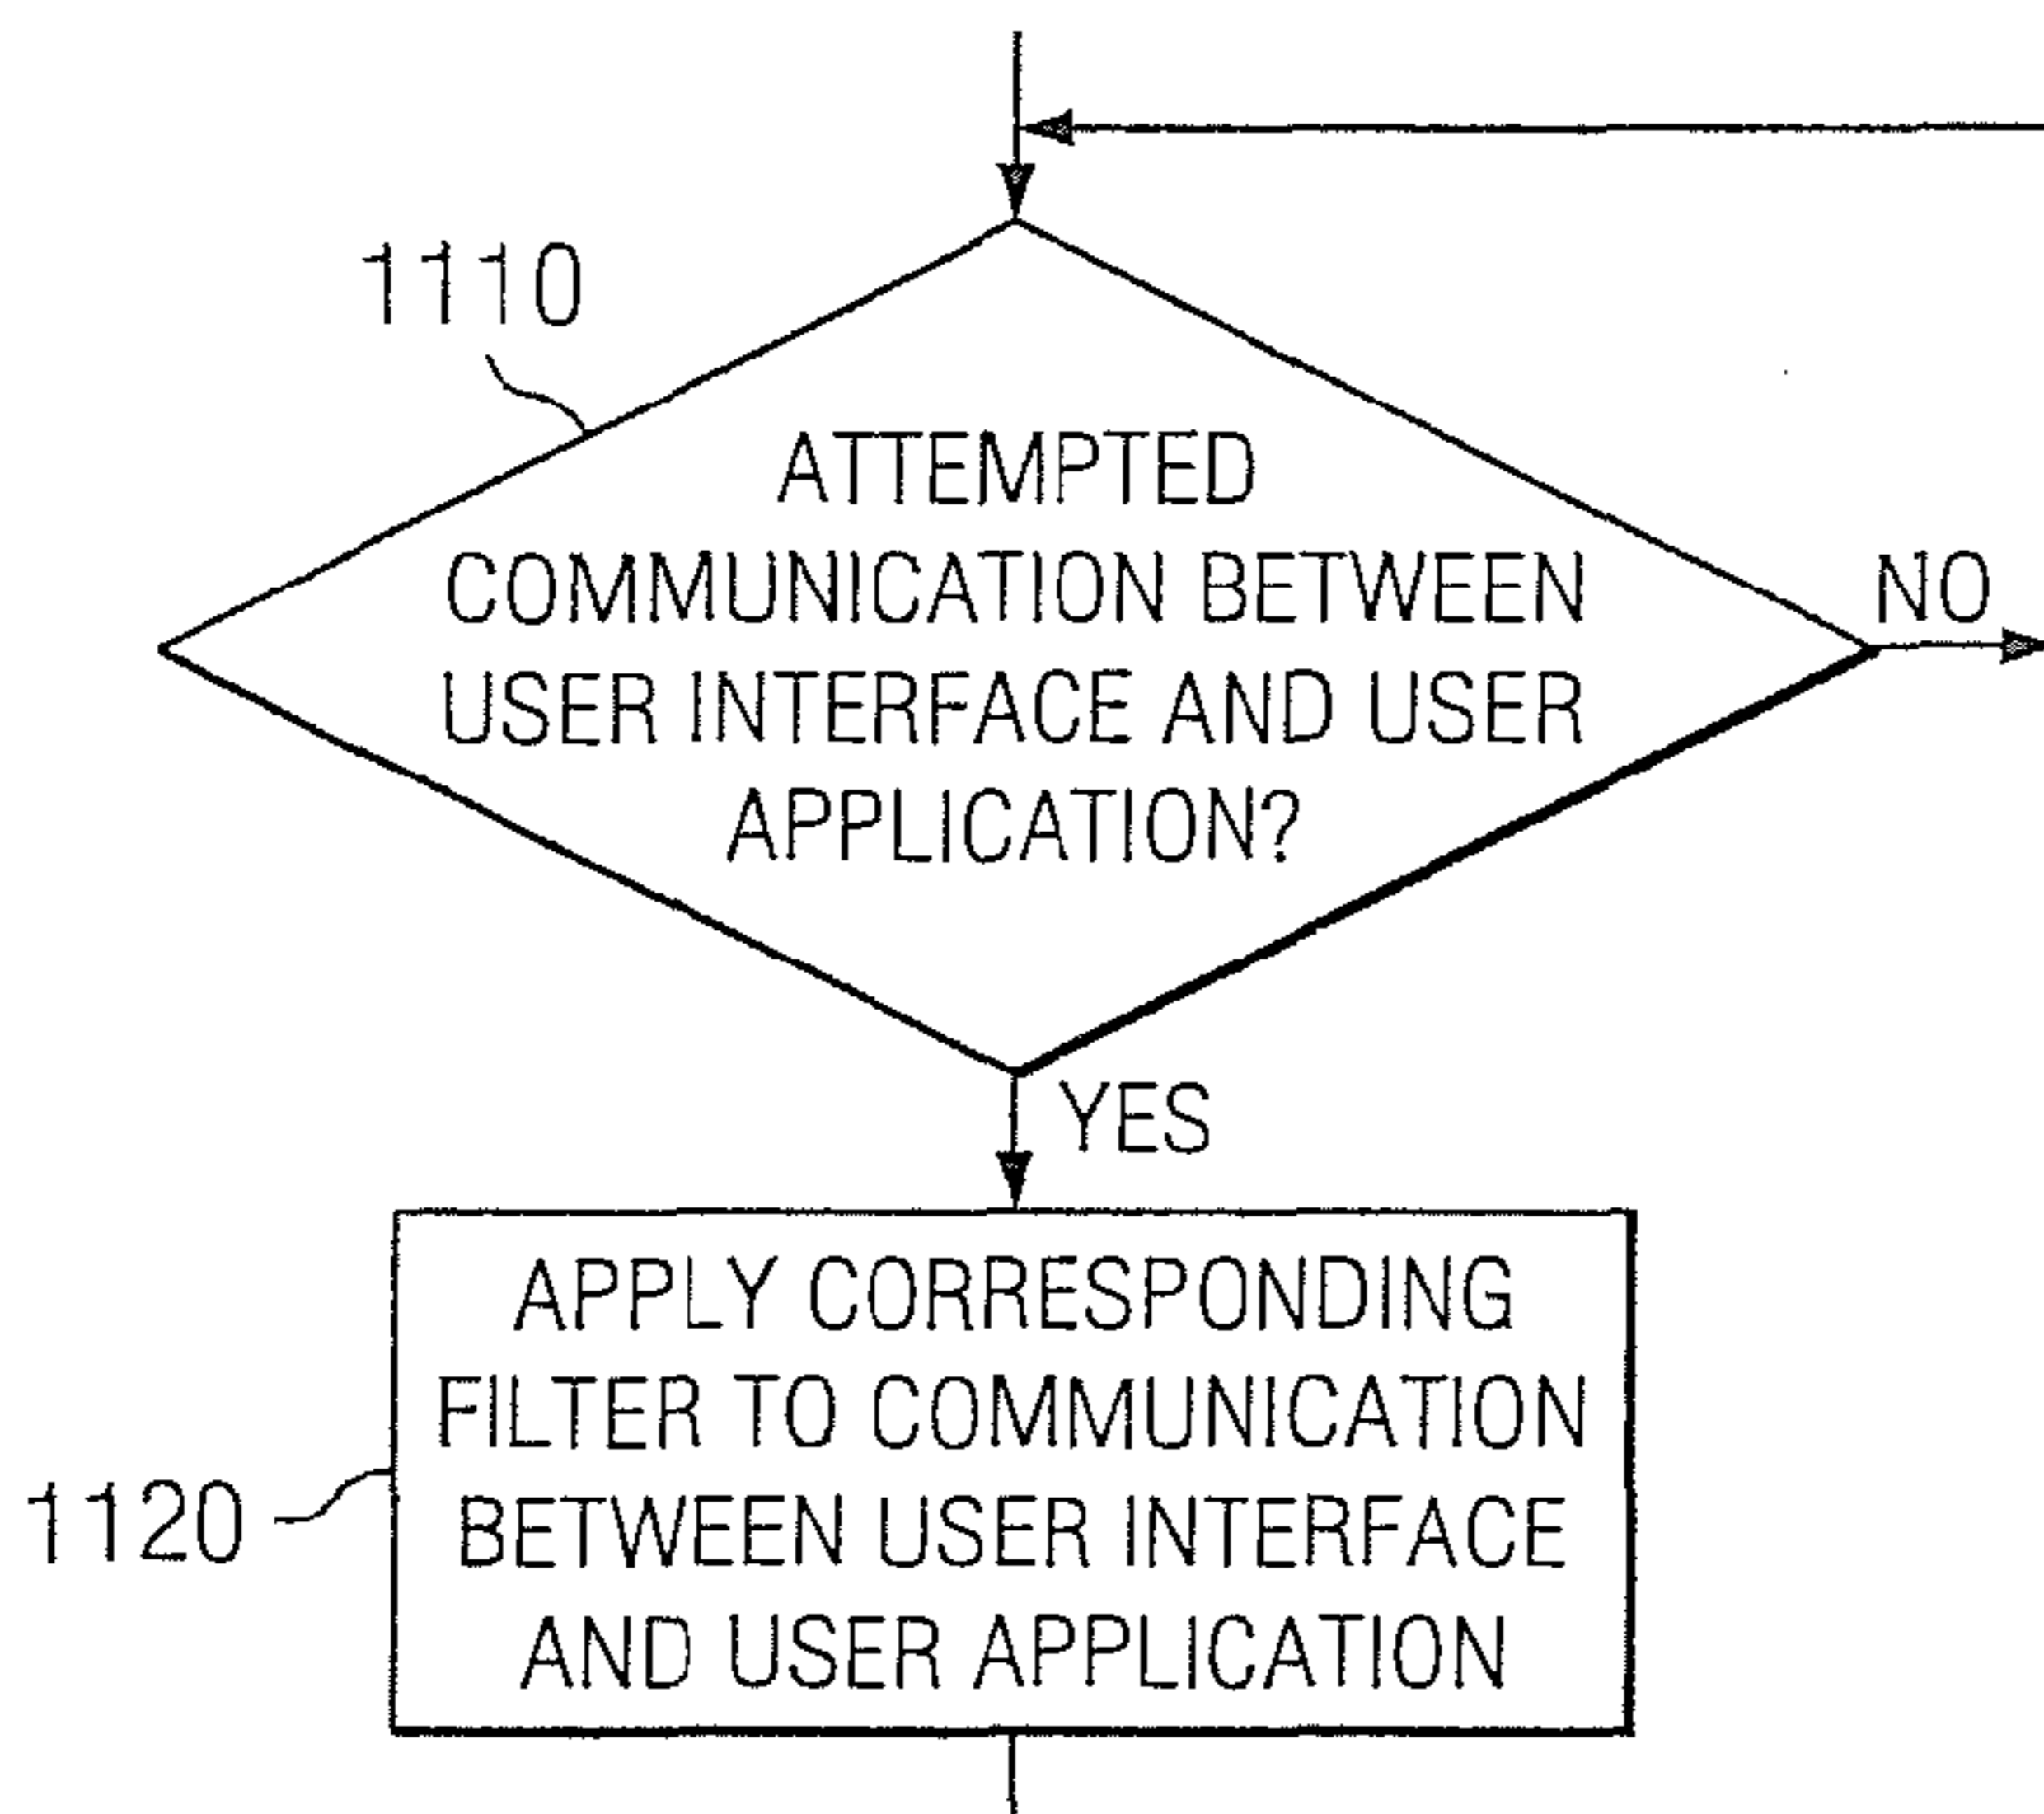 1110
ATTEMPTED
COMMUNICATION BETWEEN
USER INTERFACE AND USER
APPLICATION?
NO
YES
APPLY CORRESPONDING
FILTER TO COMMUNICATION
BETWEEN USER INTERFACE
AND USER APPLICATION
1120